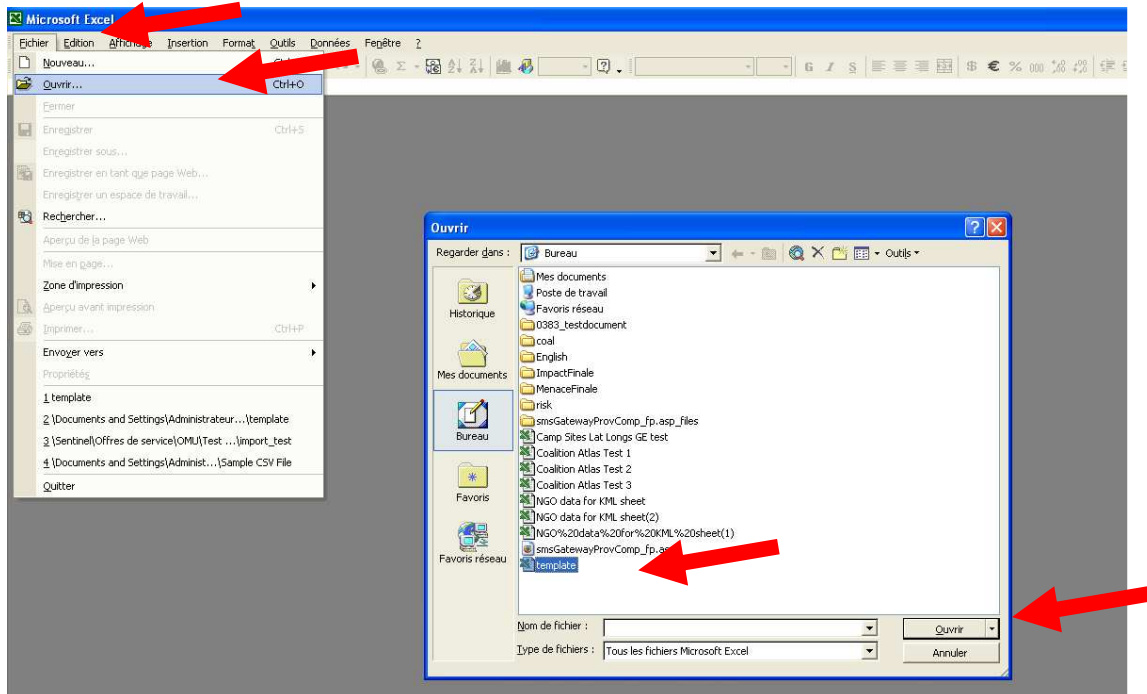 Microsoft Exc
Fichier Edition Affichage Insertion Format Outils Données Fenêtre ?
Nouveau...
Ouvrir... Ctrl+O
Fermer
Enregistrer Ctrl+S
Enregistrer sous...
Enregistrer en tant que page Web...
Enregistrer un espace de travail...
Rechercher...
Aperçu de la page Web
Mise en page...
Zone d'impression
Aperçu avant impression
Imprimer... Ctrl+P
Envoyer vers
Propriétés
1 template
2 \Documents and Settings\Administrateur...\template
3 \Sentinel\Offres de service\OMU\Test ...\import_test
4 \Documents and Settings\Administ...\Sample CSV File
Quitter
G I S € % 000
Ouvrir
Regarder dans : Bureau Outils
Historique
Mes documents
Bureau
Favoris
Favoris réseau
Mes documents
Poste de travail
Favoris réseau
0383_testdocument
coal
English
ImpactFinale
MenaceFinale
risk
smsGatewayProvComp_fp.asp_files
Camp Sites Lat Longs GE test
Coalition Atlas Test 1
Coalition Atlas Test 2
Coalition Atlas Test 3
NGO data for KML sheet
NGO data for KML sheet(2)
NGO%20data%20for%20KML%20sheet(1)
smsGatewayProvComp_fp.as
template
Nom de fichier :
Ouvrir
Type de fichiers : Tous les fichiers Microsoft Excel
Annuler